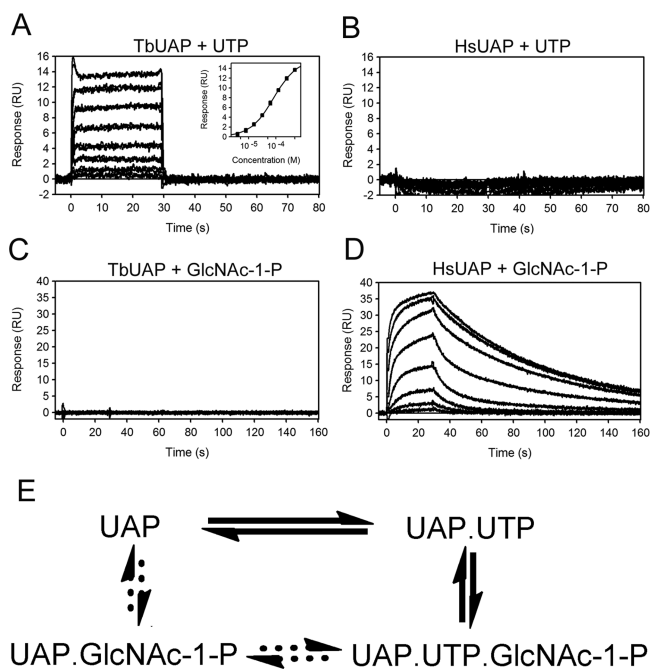 A
TbUAP + UTP
Response (RU)
16
14
12
10
8
6
4
2
0
-2
0 10 20 30 40 50 60 70 80
Time (s)
Response (RU)
14
12
10
8
6
4
2
0
10-5 10-4
Concentration (M)
B
HsUAP + UTP
Response (RU)
16
14
12
10
8
6
4
2
0
-2
0 10 20 30 40 50 60 70 80
Time (s)
C
TbUAP + GlcNAc-1-P
Response (RU)
40
35
30
25
20
15
10
5
0
0 20 40 60 80 100 120 140 160
Time (s)
D
HsUAP + GlcNAc-1-P
Response (RU)
40
35
30
25
20
15
10
5
0
0 20 40 60 80 100 120 140 160
Time (s)
E
UAP UAP.UTP
UAP.GlcNAc-1-P UAP.UTP.GlcNAc-1-P